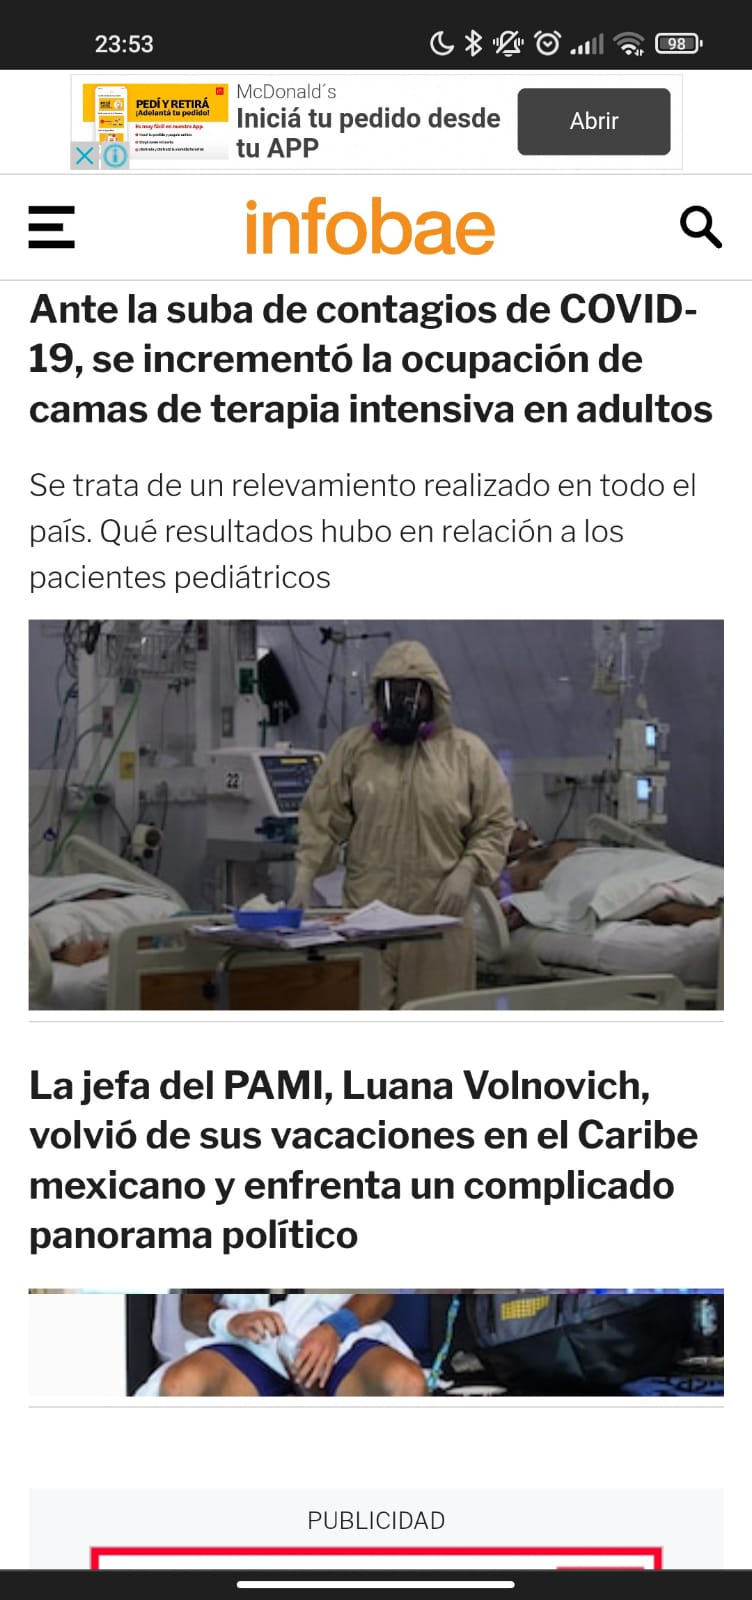 23:53
98
PEDÍ Y RETIRÁ
¡Adelantá tu pedido!
McDonald´s
Iniciá tu pedido desde
tu APP
Abrir
infobae
Ante la suba de contagios de COVID-
19, se incrementó la ocupación de
camas de terapia intensiva en adultos
Se trata de un relevamiento realizado en todo el
país. Qué resultados hubo en relación a los
pacientes pediátricos
22
La jefa del PAMI, Luana Volnovich,
volvió de sus vacaciones en el Caribe
mexicano y enfrenta un complicado
panorama político
PUBLICIDAD